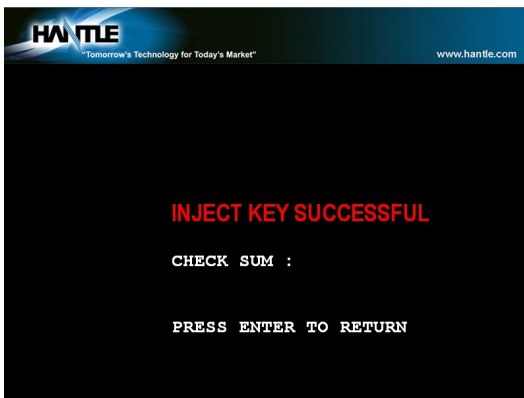 HANTLE
"Tomorrow's Technology for Today's Market"
www.hantle.com
INJECT KEY SUCCESSFUL
CHECK SUM :
PRESS ENTER TO RETURN